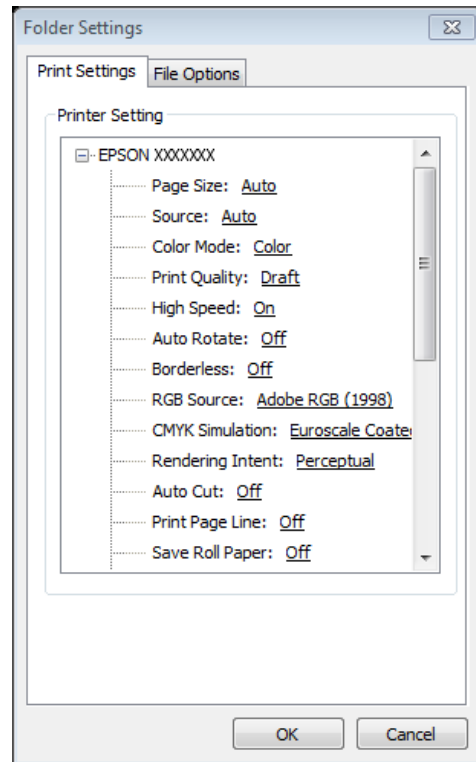 Folder Settings
Print Settings
File Options
Printer Setting
EPSON XXXXXXX
Page Size: Auto
Source: Auto
Color Mode: Color
Print Quality: Draft
High Speed: On
Auto Rotate: Off
Borderless: Off
RGB Source: Adobe RGB (1998)
CMYK Simulation: Euroscale Coate
Rendering Intent: Perceptual
Auto Cut: Off
Print Page Line: Off
Save Roll Paper: Off
OK
Cancel